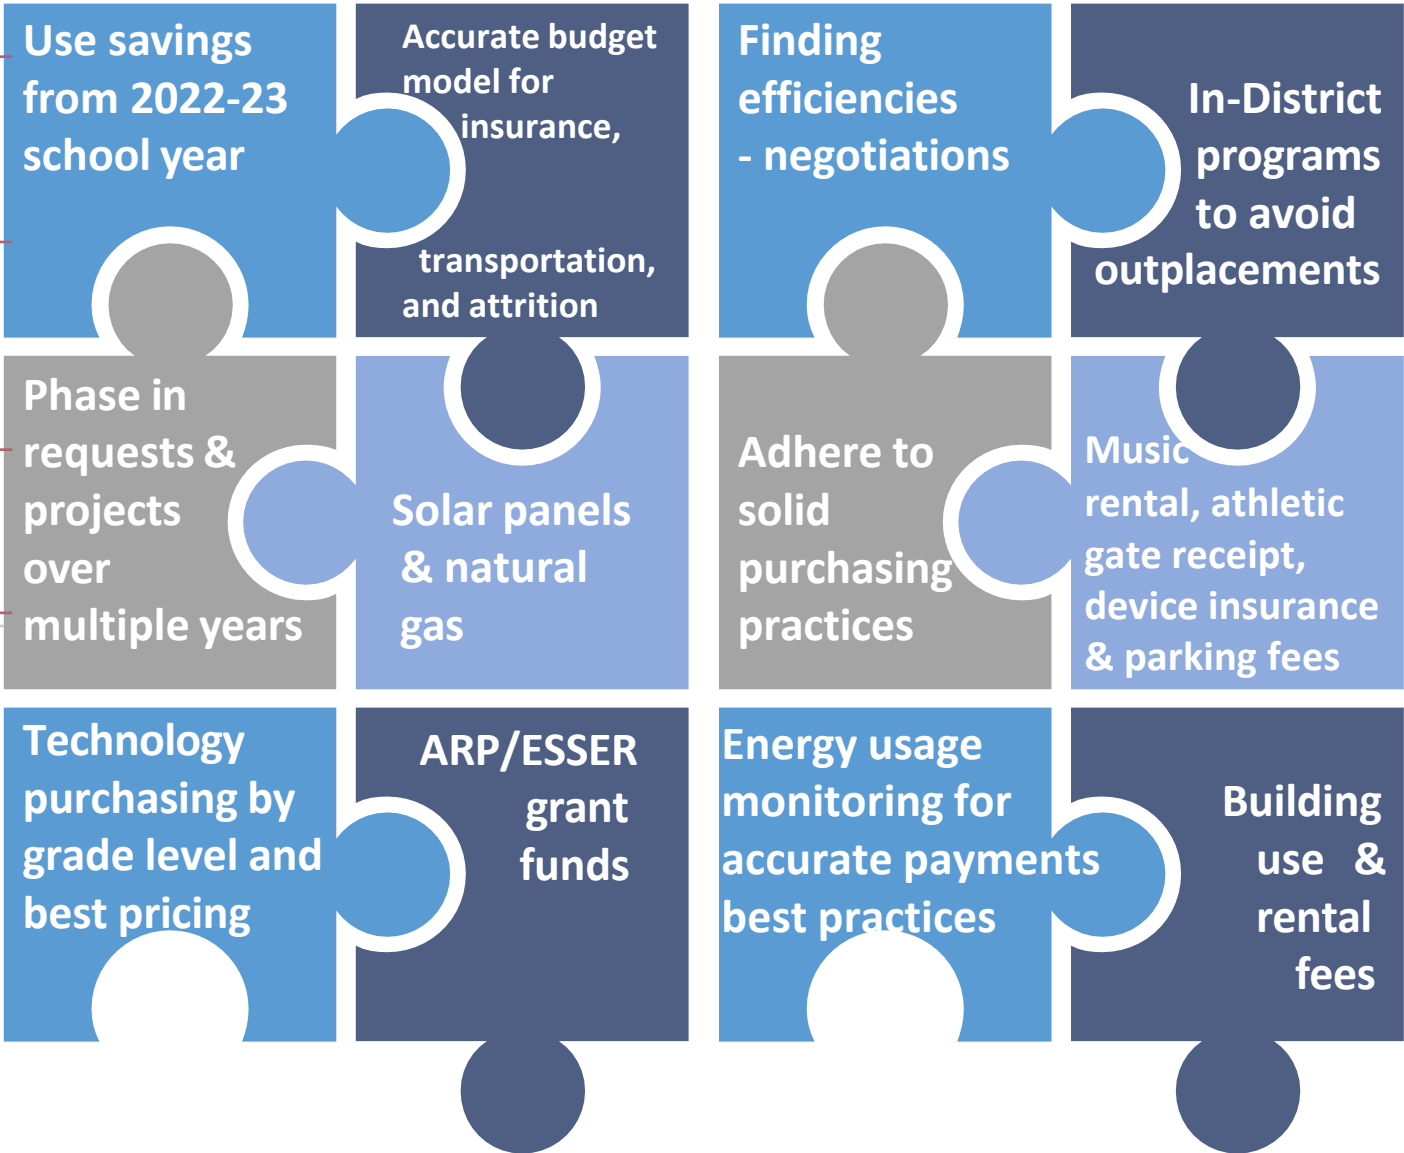 Use savings
from 2022-23
school year
Accurate budget
model for
insurance,
transportation,
and attrition
Finding
efficiencies
- negotiations
In-District
programs
to avoid
outplacements
Phase in
requests &
projects
over
multiple years
Solar panels
& natural
gas
Adhere to
solid
purchasing
practices
Music
rental, athletic
gate receipt,
device insurance
& parking fees
Technology
purchasing by
grade level and
best pricing
ARP/ESSER
grant
funds
Energy usage
monitoring for
accurate payments
best practices
Building
use &
rental
fees